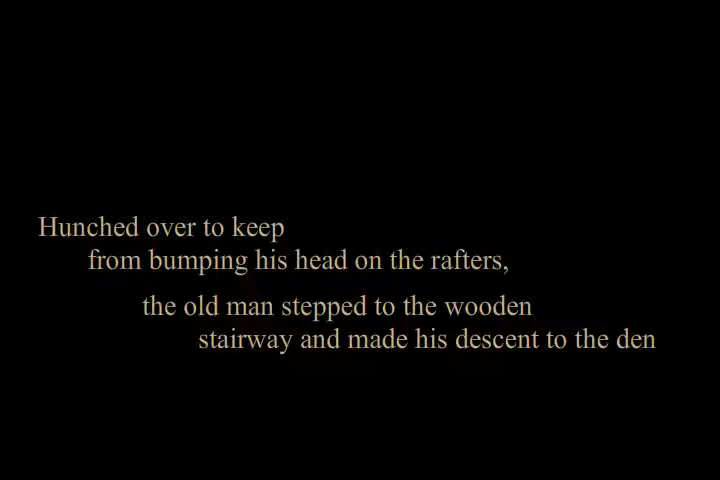 Hunched over to keep
from bumping his head on the rafters,
the old man stepped to the wooden
stairway and made his descent to the den